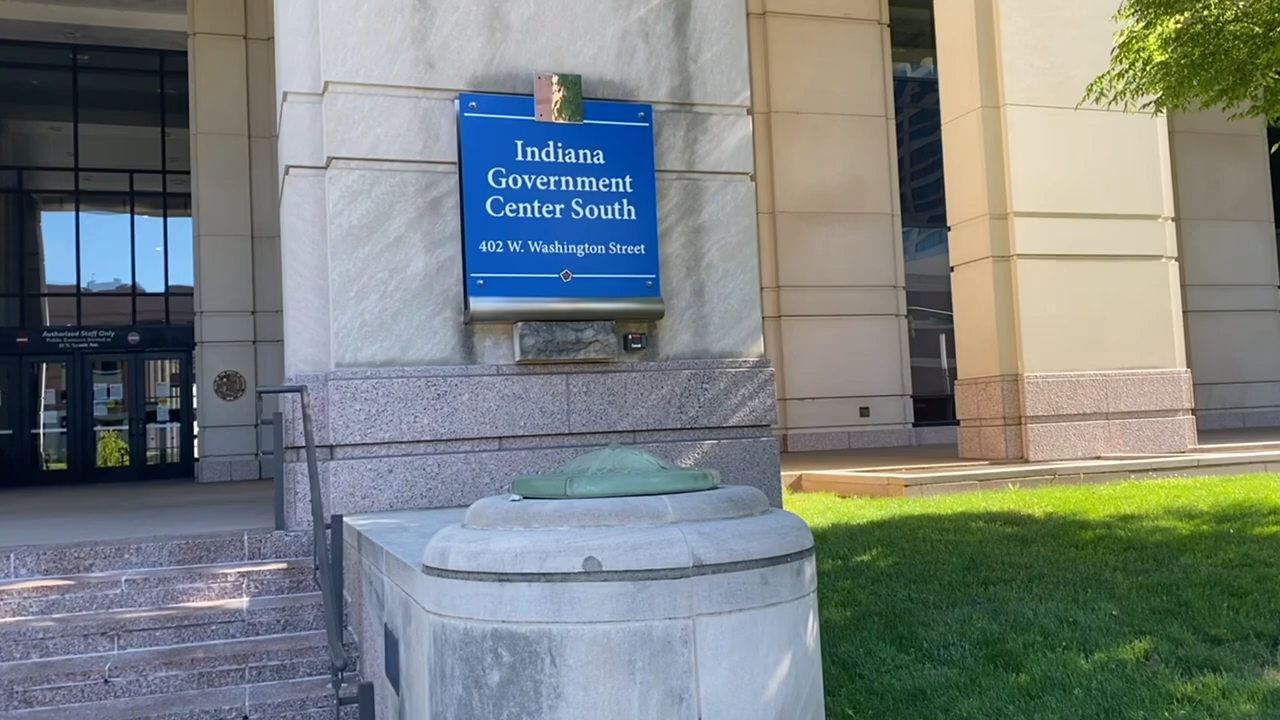 Indiana
Government
Center South
402 W. Washington Street
Authorized Staff Only